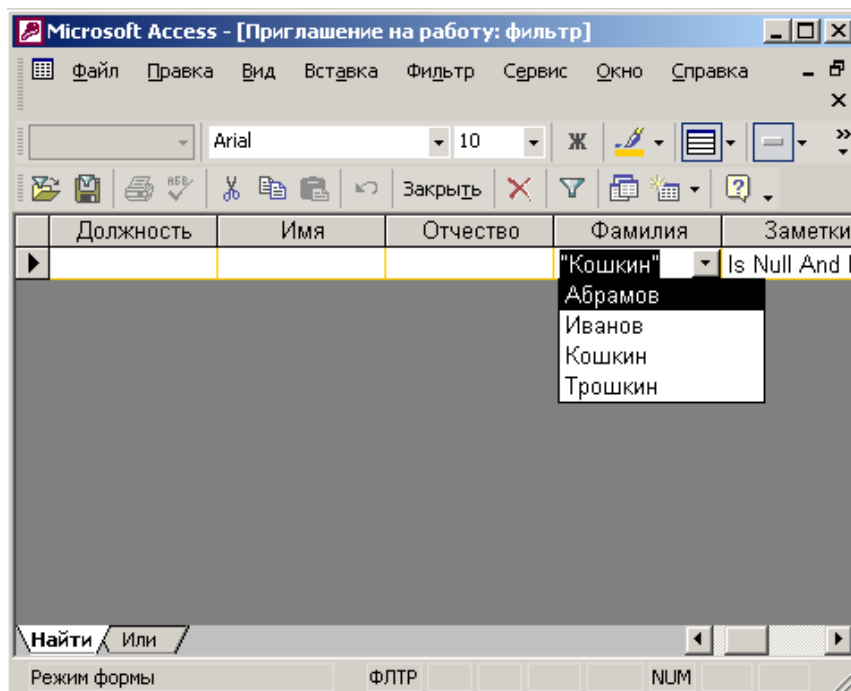 Microsoft Access - [Приглашение на работу: фильтр]
Файл Правка Вид Вставка Фильтр Сервис Окно Справка
Arial 10 Ж
АБВ Закрыть
Должность Имя Отчество Фамилия Заметки
"Кошкин" Is Null And
Абрамов
Иванов
Кошкин
Трошкин
Найти Или
Режим формы ФЛТР NUM